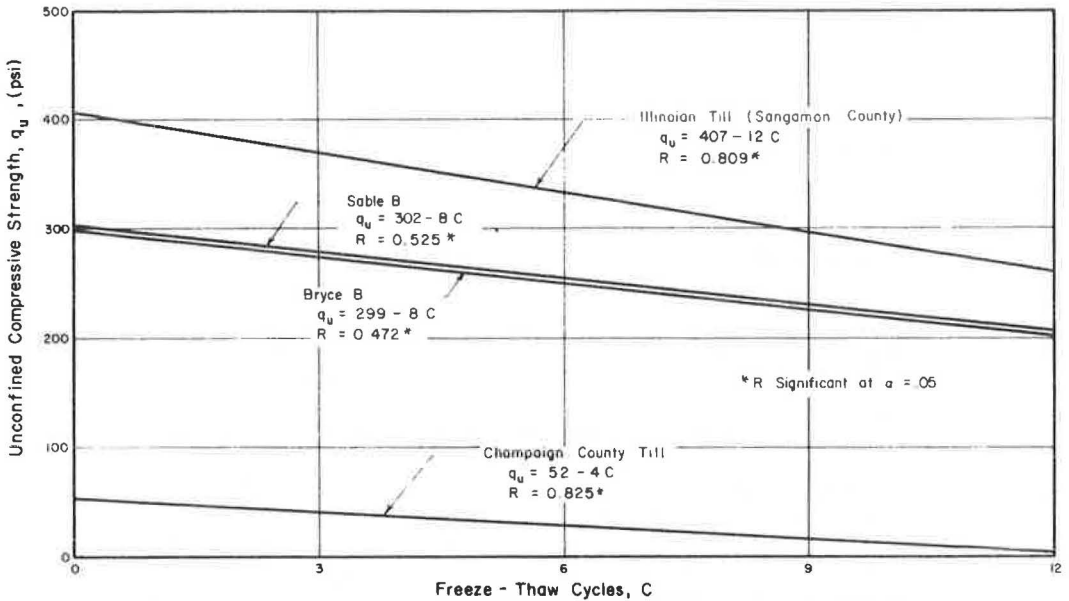 Unconfined Compressive Strength, q_u, (psi)
500
400
300
200
100
0
Illinoian Till (Sangamon County)
q_u = 407 - 12 C
R = 0.809*
Sable B
q_u = 302 - 8 C
R = 0.525 *
Bryce B
q_u = 299 - 8 C
R = 0.472*
*R Significant at α = .05
Champaign County Till
q_u = 52 - 4 C
R = 0.825*
0
3
6
9
12
Freeze - Thaw Cycles, C